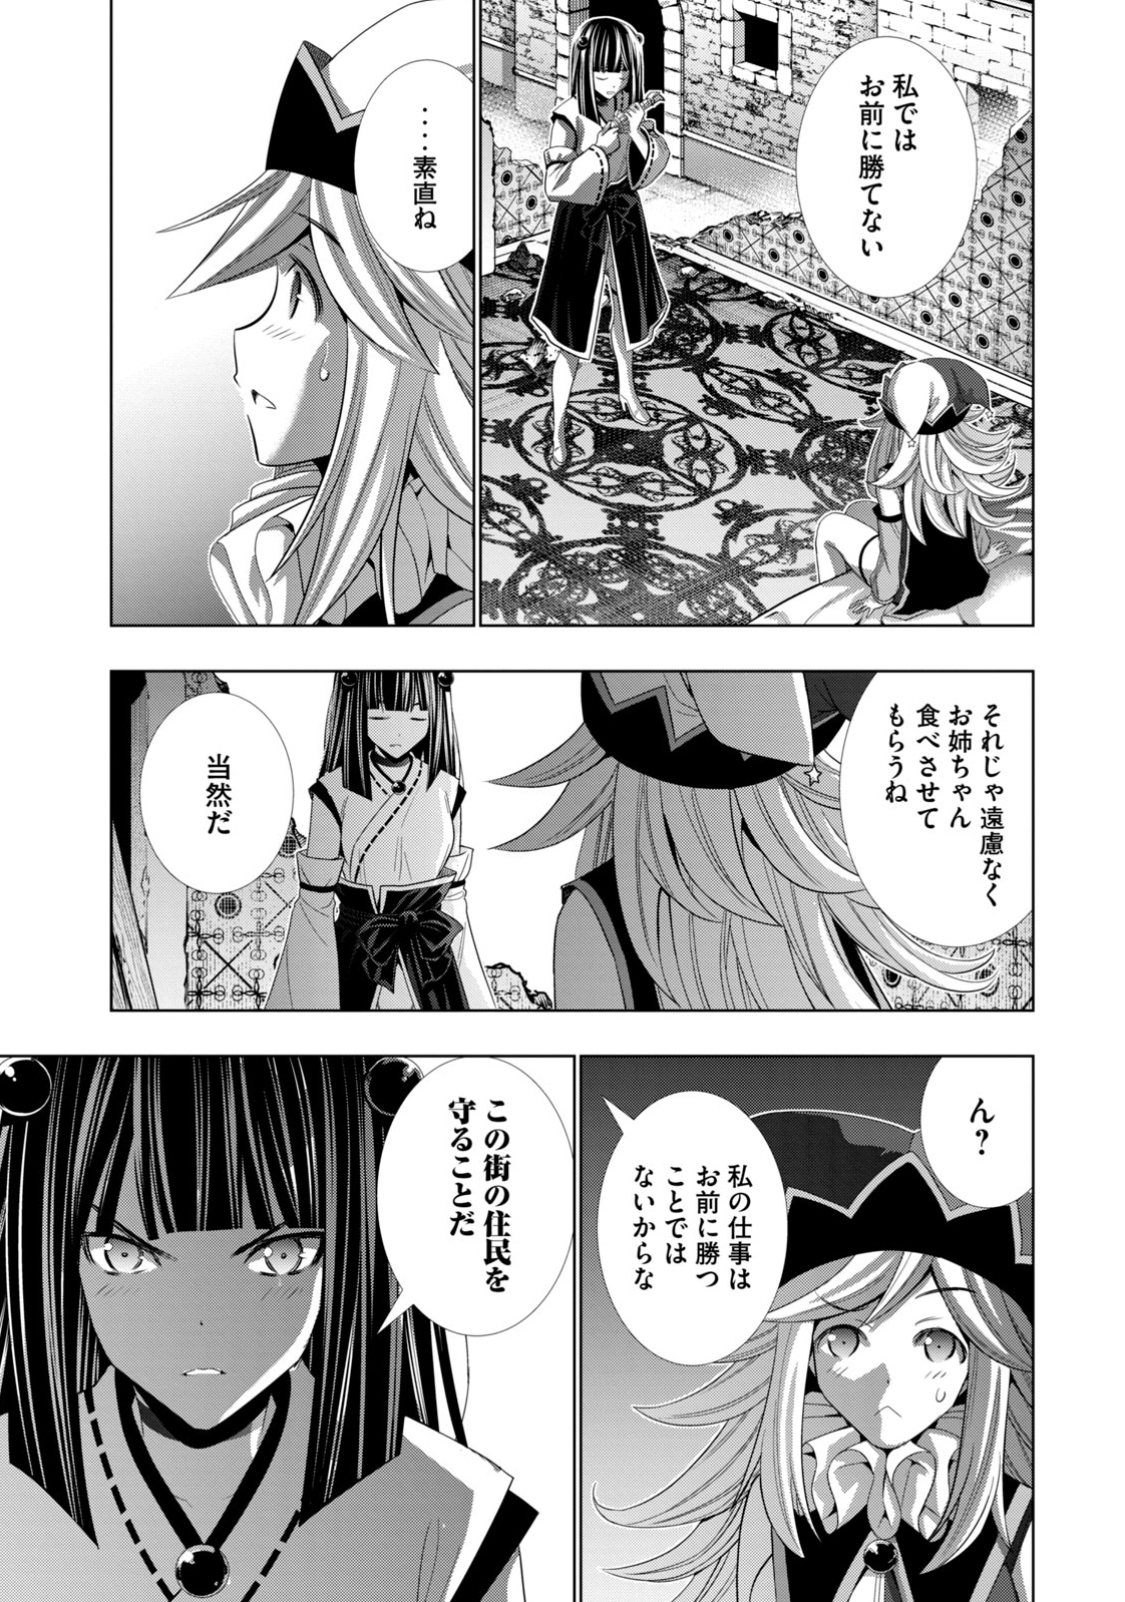 私では
お前に勝てない
‥‥素直ね
それじゃ遠慮なく
お姉ちゃん
食べさせて
もらうね
当然だ
ん？
私の仕事は
お前に勝つ
ことでは
ないからな
この街の住民を
守ることだ